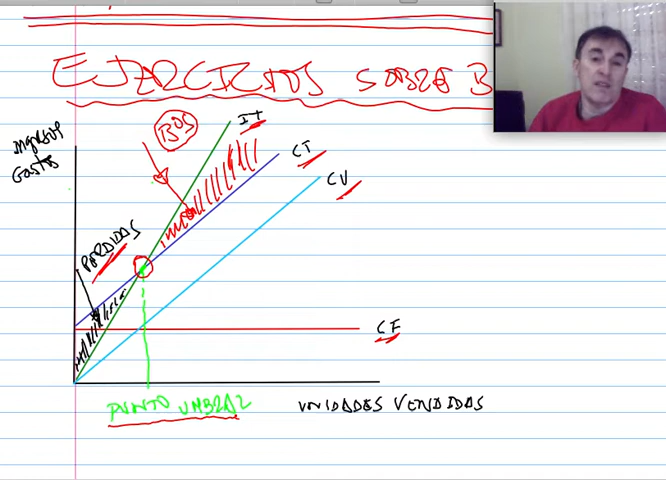 EJERCICIOS SOBRE B
Ingresos
Gastos
BOS
IT
CT
CV
PERDIDAS
CF
PUNTO UMBRAL
UNIDADES VENDIDAS